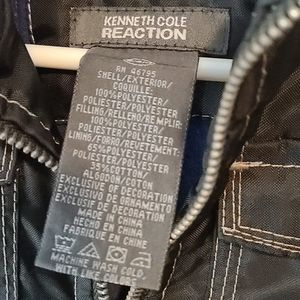 KENNETH COLE
REACTION
RN 46795
SHELL/EXTERIOR/
COQUILLE:
100%POLYESTER/
POLIESTER/POLYESTER
FILLING/RELLENO/REMPLIR:
100%POLYESTER/
POLIESTER/POLYESTER
LINING/FORRO/REVETEMENT:
65%POLYESTER/
POLIESTER/POLYESTER
35%COTTON/
ALGODON/COTON
EXCLUSIVE OF DECORATION
EXCLUSIVO DE ORNAMENTO
EXCLUSIF DE DECORATION
MADE IN CHINA
HECHO EN CHINA
FABRIQUE EN CHINE
MACHINE WASH COLD,
WITH LIKE COLORS